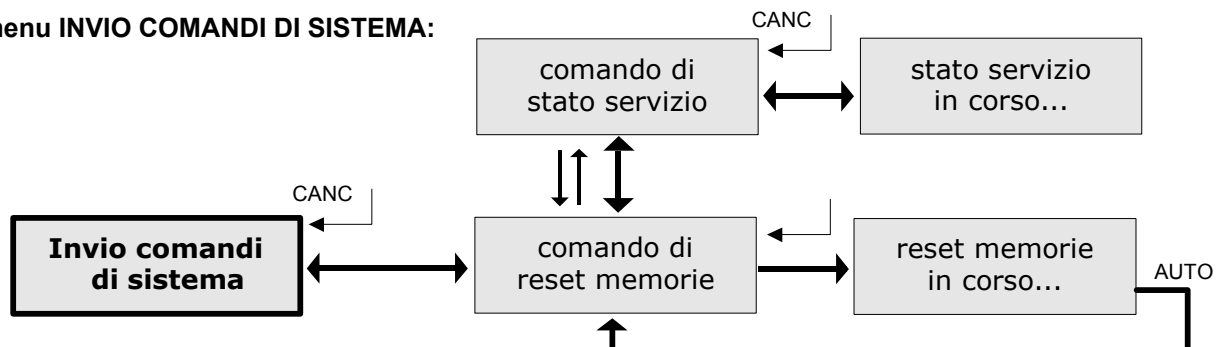 enu INVIO COMANDI DI SISTEMA:
CANC
comando di
stato servizio
stato servizio
in corso...
CANC
Invio comandi
di sistema
comando di
reset memorie
reset memorie
in corso...
AUTO